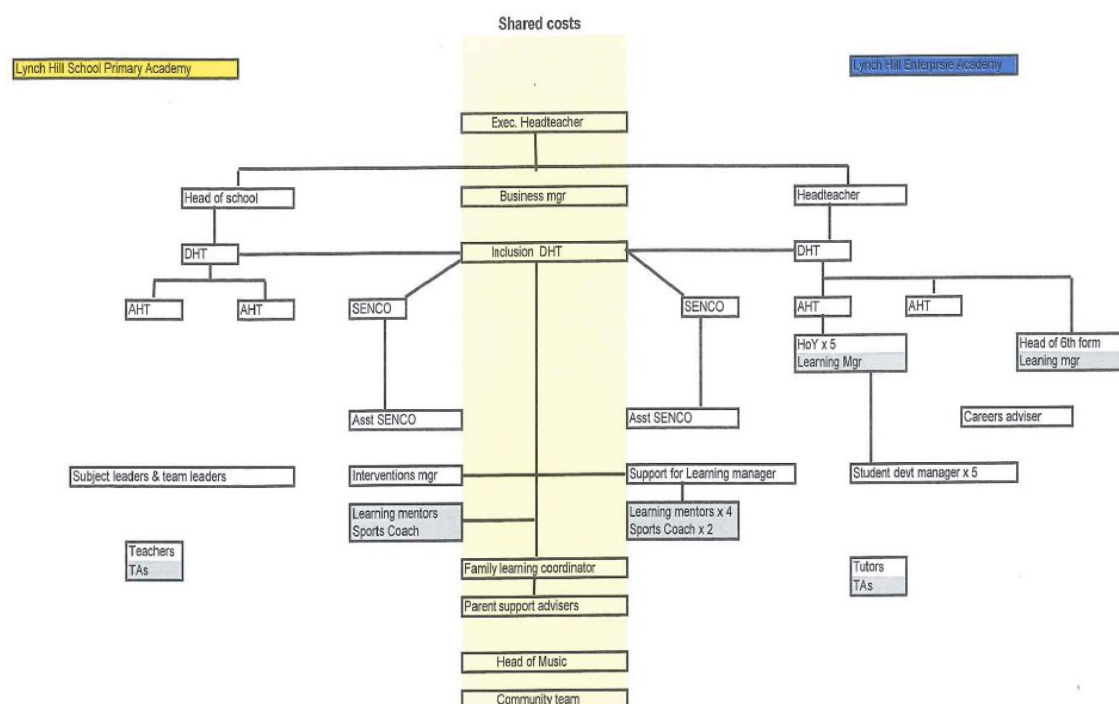 Shared costs
Lynch Hill School Primary Academy
Lynch Hill Enterprsie Academy
Exec. Headteacher
Head of school
Business mgr
Headteacher
DHT
Inclusion DHT
DHT
AHT
AHT
SENCO
SENCO
AHT
AHT
HoY x 5
Learning Mgr
Head of 6th form
Leaning mgr
Asst SENCO
Asst SENCO
Careers adviser
Subject leaders & team leaders
Interventions mgr
Support for Learning manager
Student devt manager x 5
Learning mentors
Sports Coach
Learning mentors x 4
Sports Coach x 2
Teachers
TAs
Family learning coordinator
Tutors
TAs
Parent support advisers
Head of Music
Community team
1